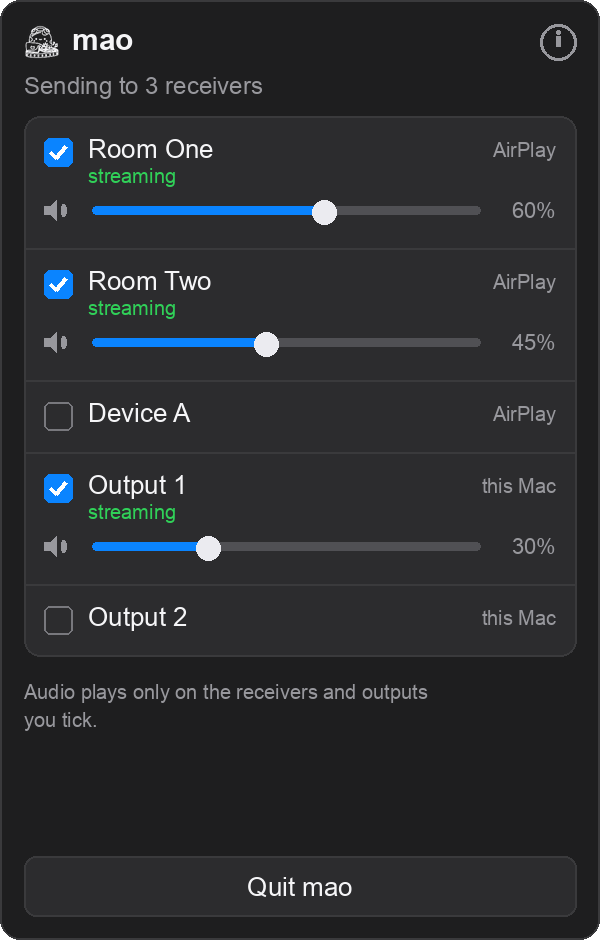 mao
Sending to 3 receivers
Room One AirPlay
streaming
60%
Room Two AirPlay
streaming
45%
Device A AirPlay
Output 1 this Mac
streaming
30%
Output 2 this Mac
Audio plays only on the receivers and outputs
you tick.
Quit mao